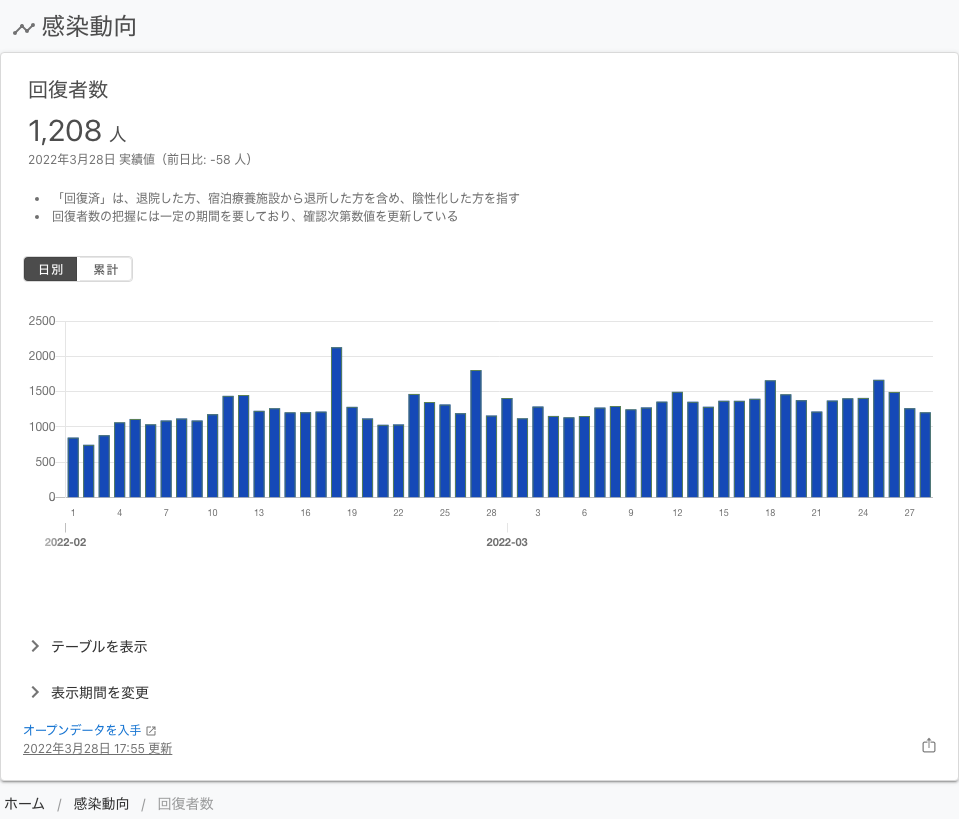 感染動向
回復者数
1,208 人
2022年3月28日 実績値（前日比: -58 人）
• 「回復済」は、退院した方、宿泊療養施設から退所した方を含め、陰性化した方を指す
• 回復者数の把握には一定の期間を要しており、確認次第数値を更新している
日別 累計
2500
2000
1500
1000
500
0
1 4 7 10 13 16 19 22 25 28 3 6 9 12 15 18 21 24 27
2022-02 2022-03
テーブルを表示
表示期間を変更
オープンデータを入手
2022年3月28日 17:55 更新
ホーム / 感染動向 / 回復者数